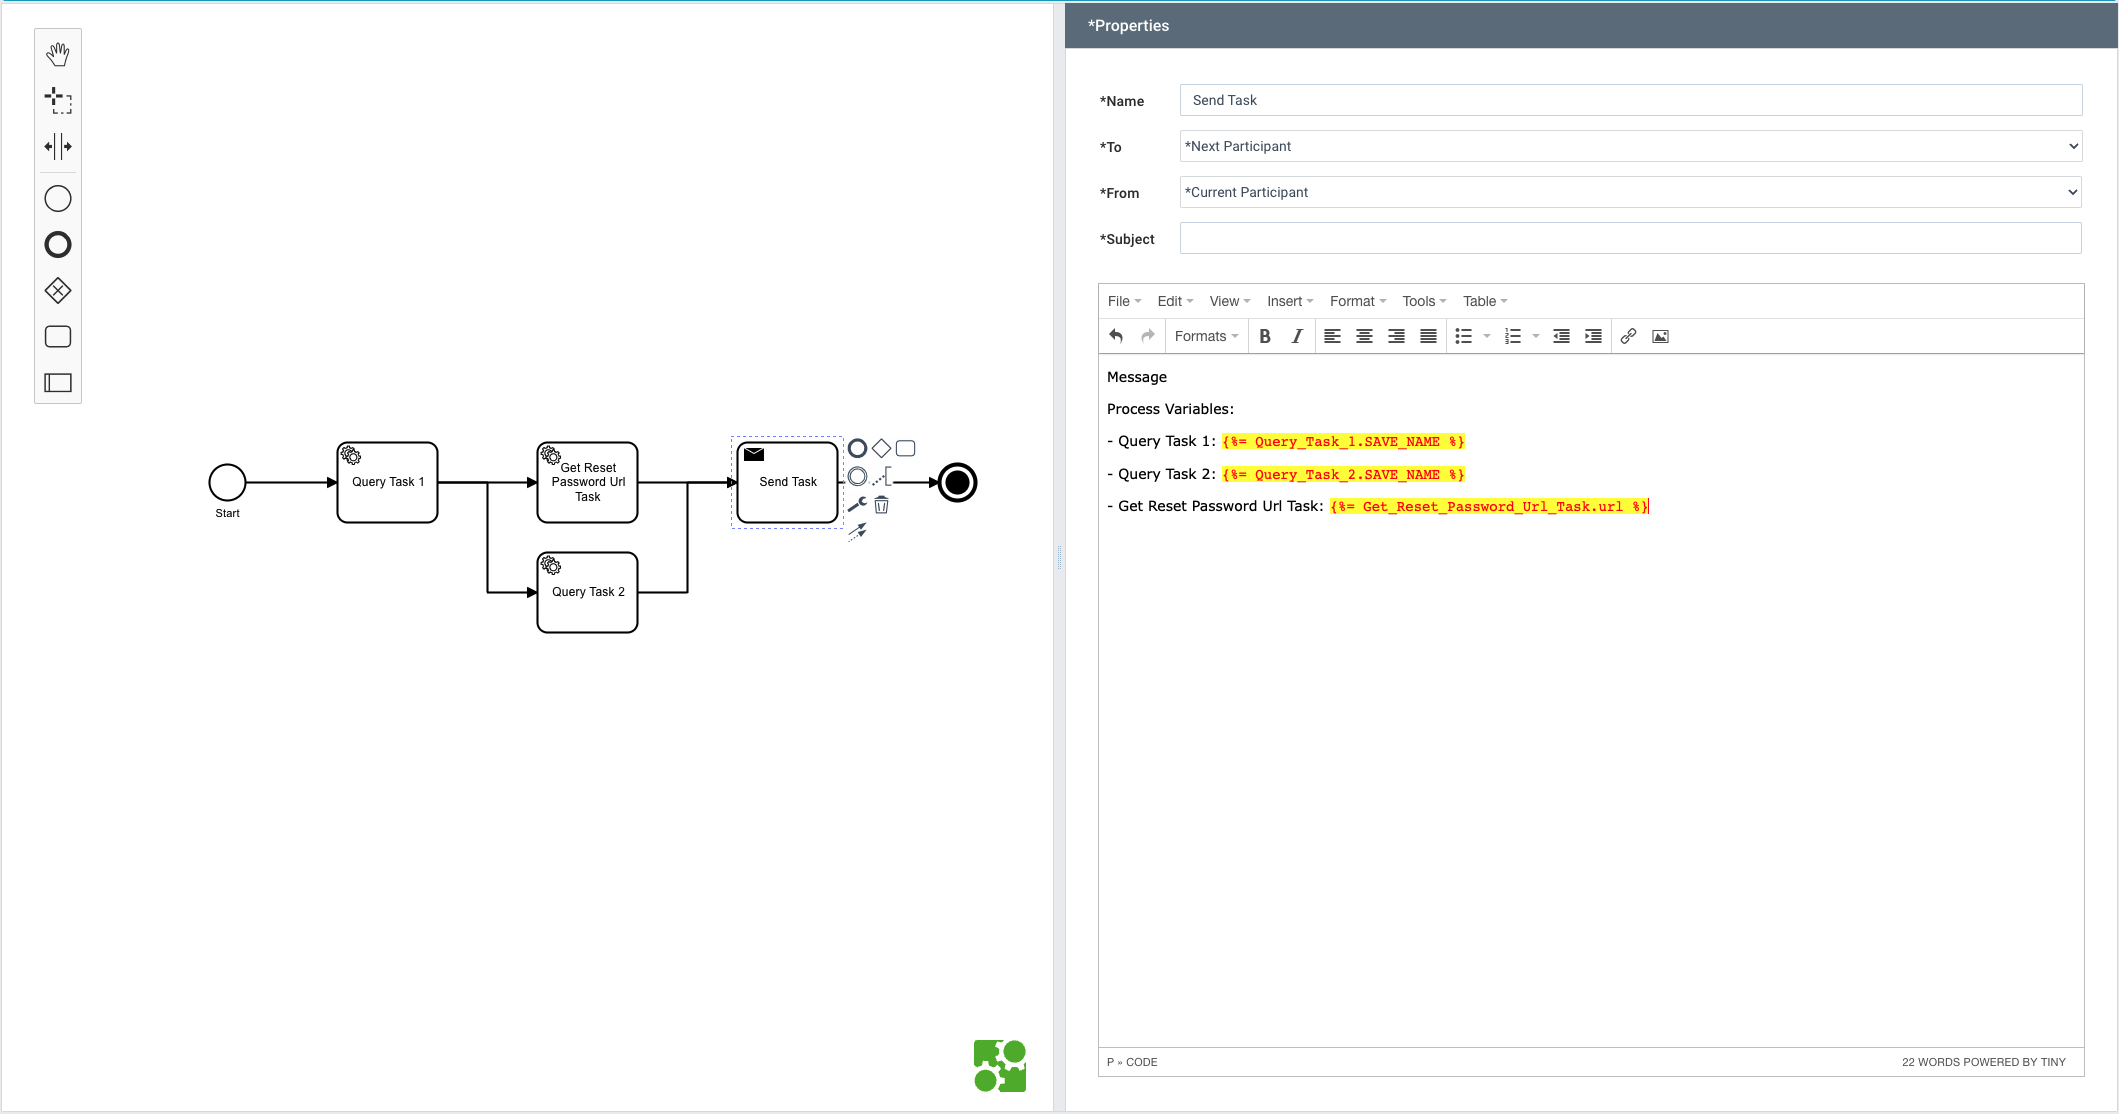 *Properties
*Name
Send Task
*To
*Next Participant
*From
*Current Participant
*Subject
File Edit View Insert Format Tools Table
Formats B I
Message
Process Variables:
- Query Task 1: {%= Query_Task_1.SAVE_NAME %}
- Query Task 2: {%= Query_Task_2.SAVE_NAME %}
- Get Reset Password Url Task: {%= Get_Reset_Password_Url_Task.url %}
P » CODE
22 WORDS POWERED BY TINY
Start
Query Task 1
Get Reset
Password Url
Task
Query Task 2
Send Task